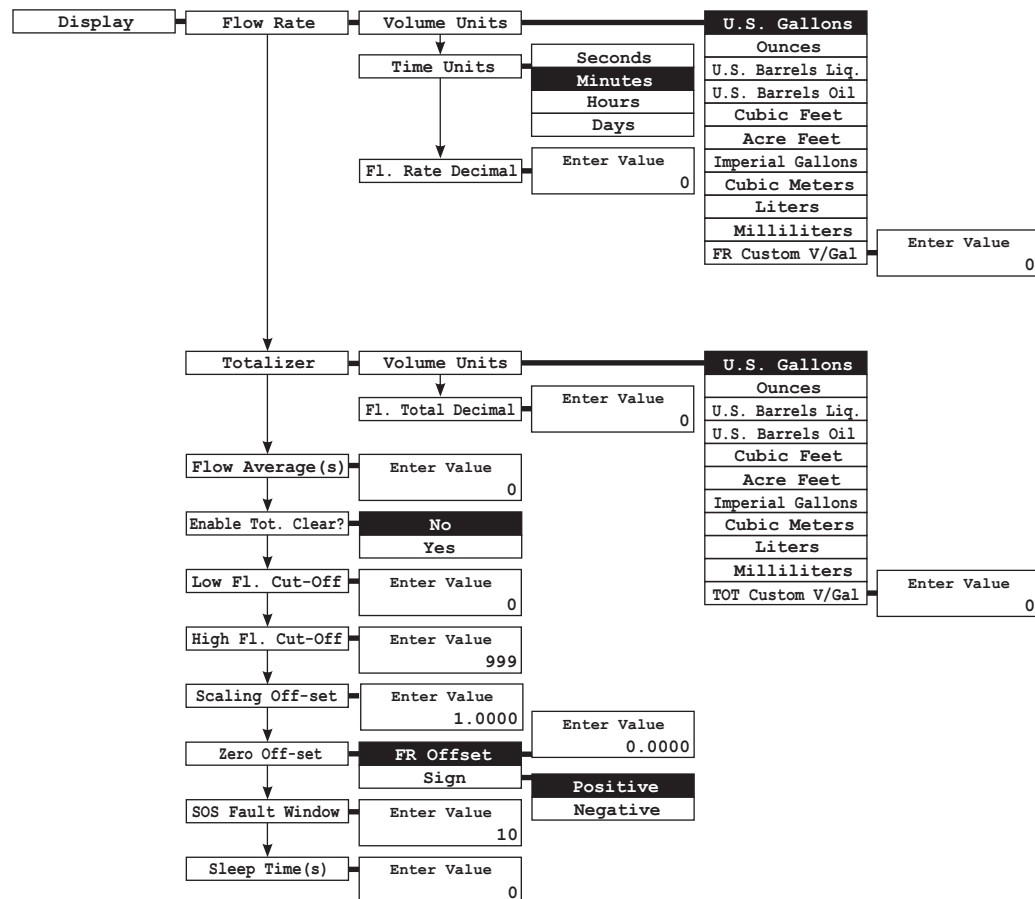 Display
Flow Rate
Volume Units
U.S. Gallons
Ounces
U.S. Barrels Liq.
U.S. Barrels Oil
Cubic Feet
Acre Feet
Imperial Gallons
Cubic Meters
Liters
Milliliters
FR Custom V/Gal
Enter Value
0
Time Units
Seconds
Minutes
Hours
Days
Fl. Rate Decimal
Enter Value
0
Totalizer
Volume Units
U.S. Gallons
Ounces
U.S. Barrels Liq.
U.S. Barrels Oil
Cubic Feet
Acre Feet
Imperial Gallons
Cubic Meters
Liters
Milliliters
TOT Custom V/Gal
Enter Value
0
Fl. Total Decimal
Enter Value
0
Flow Average(s)
Enter Value
0
Enable Tot. Clear?
No
Yes
Low Fl. Cut-Off
Enter Value
0
High Fl. Cut-Off
Enter Value
999
Scaling Off-set
Enter Value
1.0000
Zero Off-set
FR Offset
Enter Value
0.0000
Sign
Positive
Negative
SOS Fault Window
Enter Value
10
Sleep Time(s)
Enter Value
0